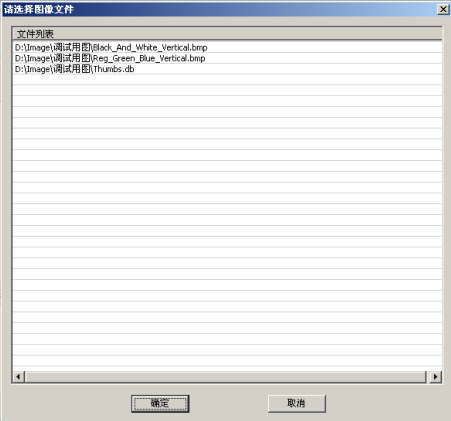 请选择图像文件
文件列表
D:\Image\调试用图\Black_And_White_Vertical.bmp
D:\Image\调试用图\Reg_Green_Blue_Vertical.bmp
D:\Image\调试用图\Thumbs.db
确定 取消